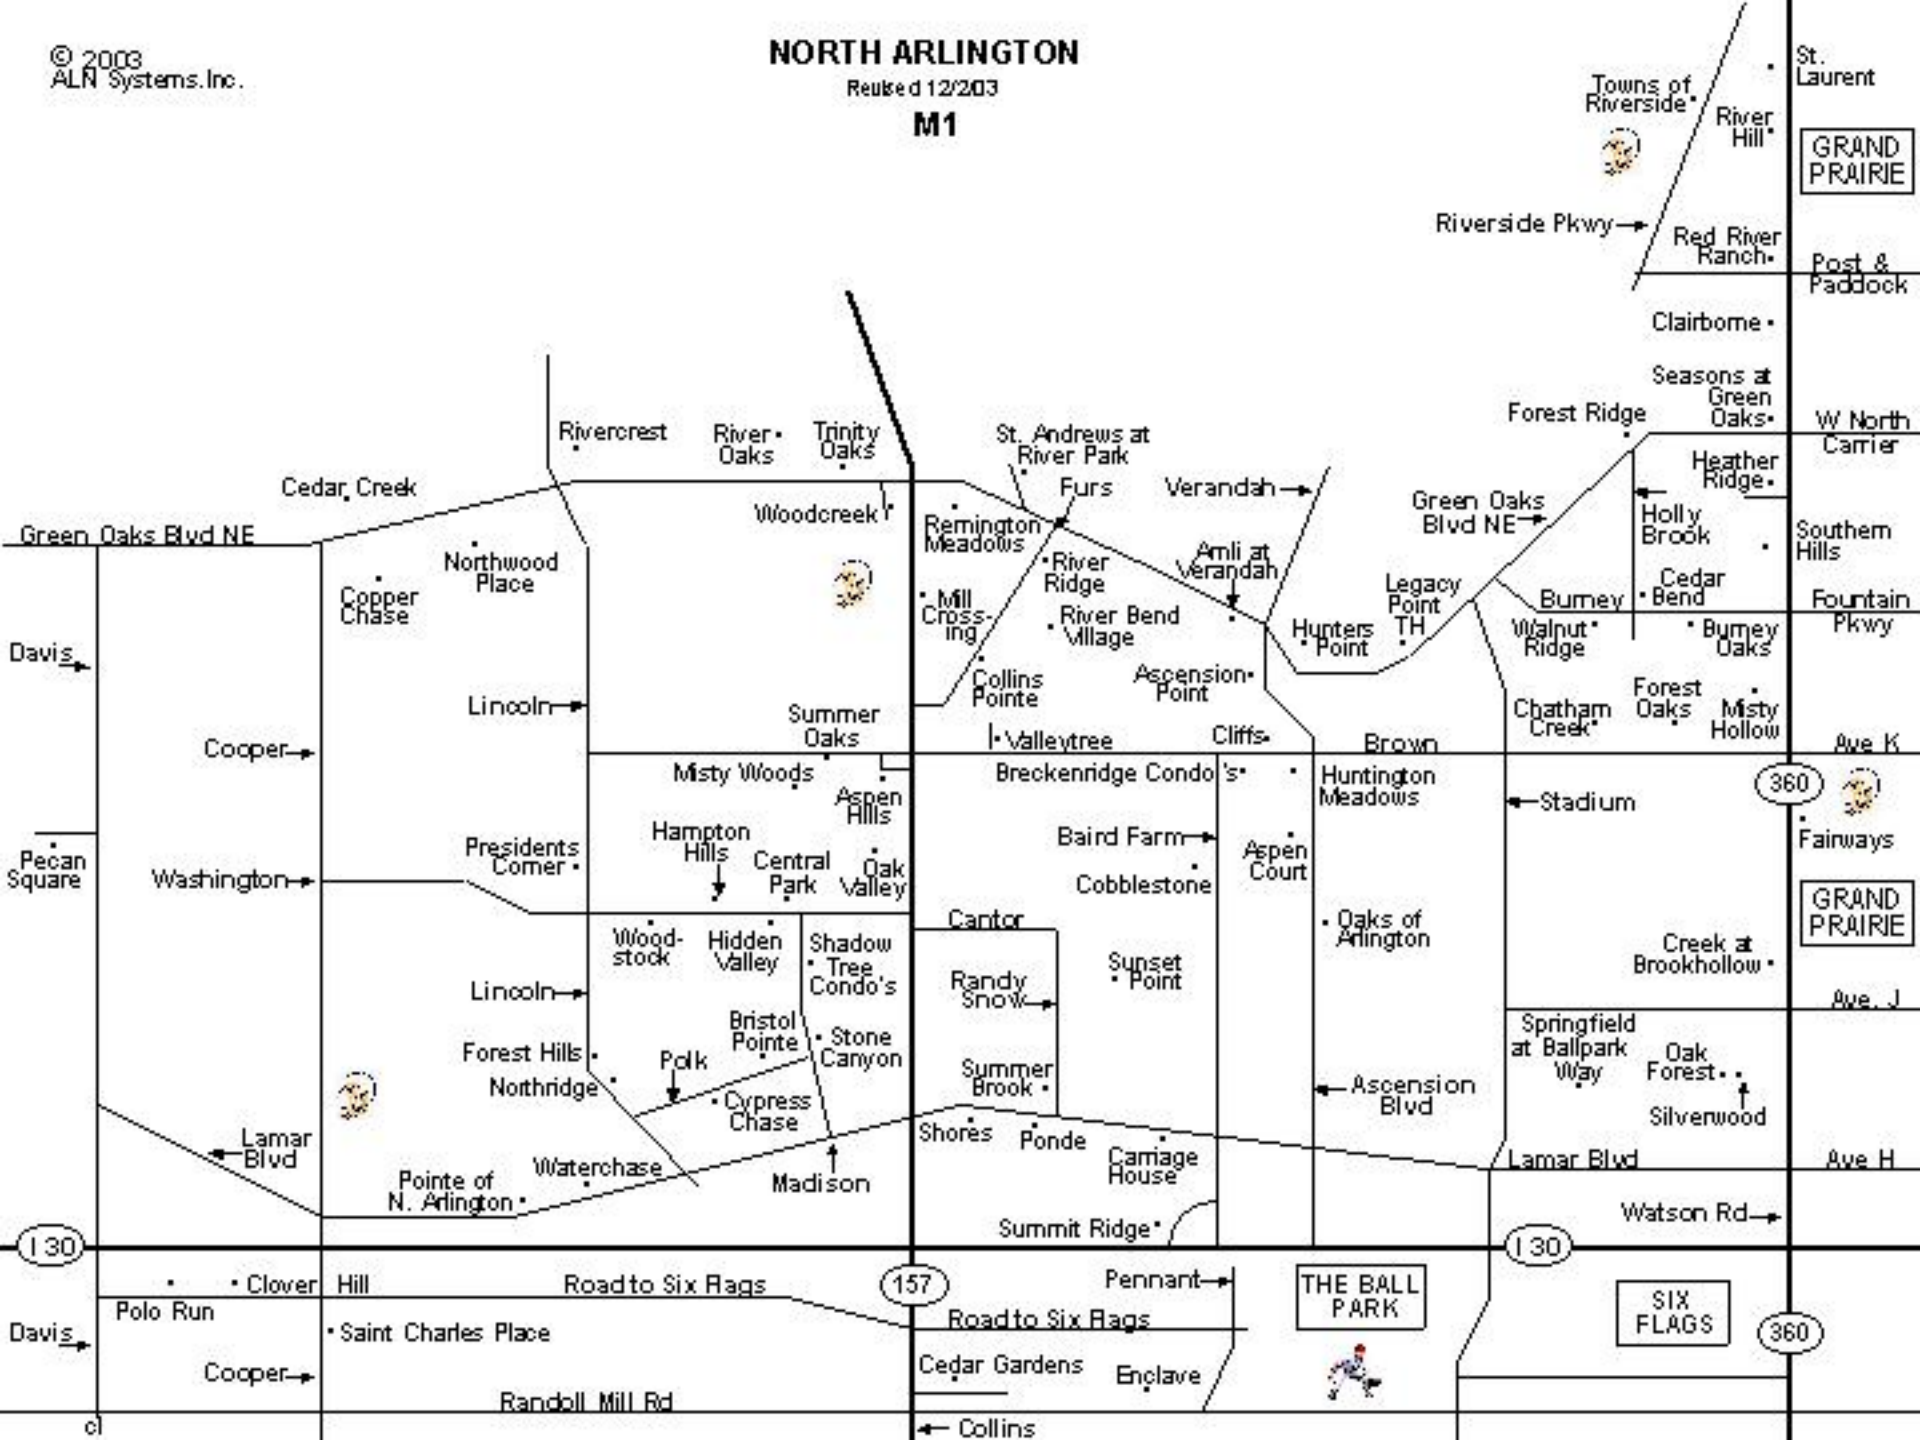 © 2003
ALN Systems.Inc.
NORTH ARLINGTON
Revised 12/2/03
M1
St.
Laurent
Towns of
Riverside
River
Hill
GRAND
PRAIRIE
Riverside Pkwy
Red River
Ranch
Post &
Paddock
Clairborne
Seasons at
Green
Oaks
Forest Ridge
W North
Carrier
Rivercrest
River
Oaks
Trinity
Oaks
St. Andrews at
River Park
Heather
Ridge
Cedar Creek
Furs
Verandah
Green Oaks
Blvd NE
Woodcreek
Remington
Meadows
Holly
Brook
Southern
Hills
Green Oaks Blvd NE
Northwood
Place
Copper
Chase
River
Ridge
Amli at
Verandah
Legacy
Point
TH
Burney
Cedar
Bend
Fountain
Pkwy
Mill
Cross-
ing
River Bend
Village
Hunters
Point
Walnut
Ridge
Burney
Oaks
Davis
Collins
Pointe
Ascension
Point
Lincoln
Summer
Oaks
Chatham
Creek
Forest
Oaks
Misty
Hollow
Cooper
Valleytree
Cliffs
Brown
Ave K
Misty Woods
Breckenridge Condo's
Huntington
Meadows
360
Aspen
Hills
Stadium
Hampton
Hills
Baird Farm
Fairways
Presidents
Corner
Central
Park
Oak
Valley
Aspen
Court
Pecan
Square
Washington
Cobblestone
GRAND
PRAIRIE
Cantor
Wood-
stock
Hidden
Valley
Shadow
Tree
Condo's
Oaks of
Arlington
Creek at
Brookhollow
Sunset
Point
Lincoln
Randy
Snow
Ave. J
Bristol
Pointe
Stone
Canyon
Springfield
at Ballpark
Way
Forest Hills
Polk
Oak
Forest
Northridge
Summer
Brook
Ascension
Blvd
Cypress
Chase
Silverwood
Shores
Ponde
Lamar
Blvd
Waterchase
Carriage
House
Lamar Blvd
Ave H
Pointe of
N. Arlington
Madison
Watson Rd
Summit Ridge
I 30
I 30
Clover Hill
Road to Six Flags
157
Pennant
THE BALL
PARK
SIX
FLAGS
Polo Run
Davis
Saint Charles Place
Road to Six Flags
360
Cooper
Cedar Gardens
Enclave
Randoll Mill Rd
cl
Collins